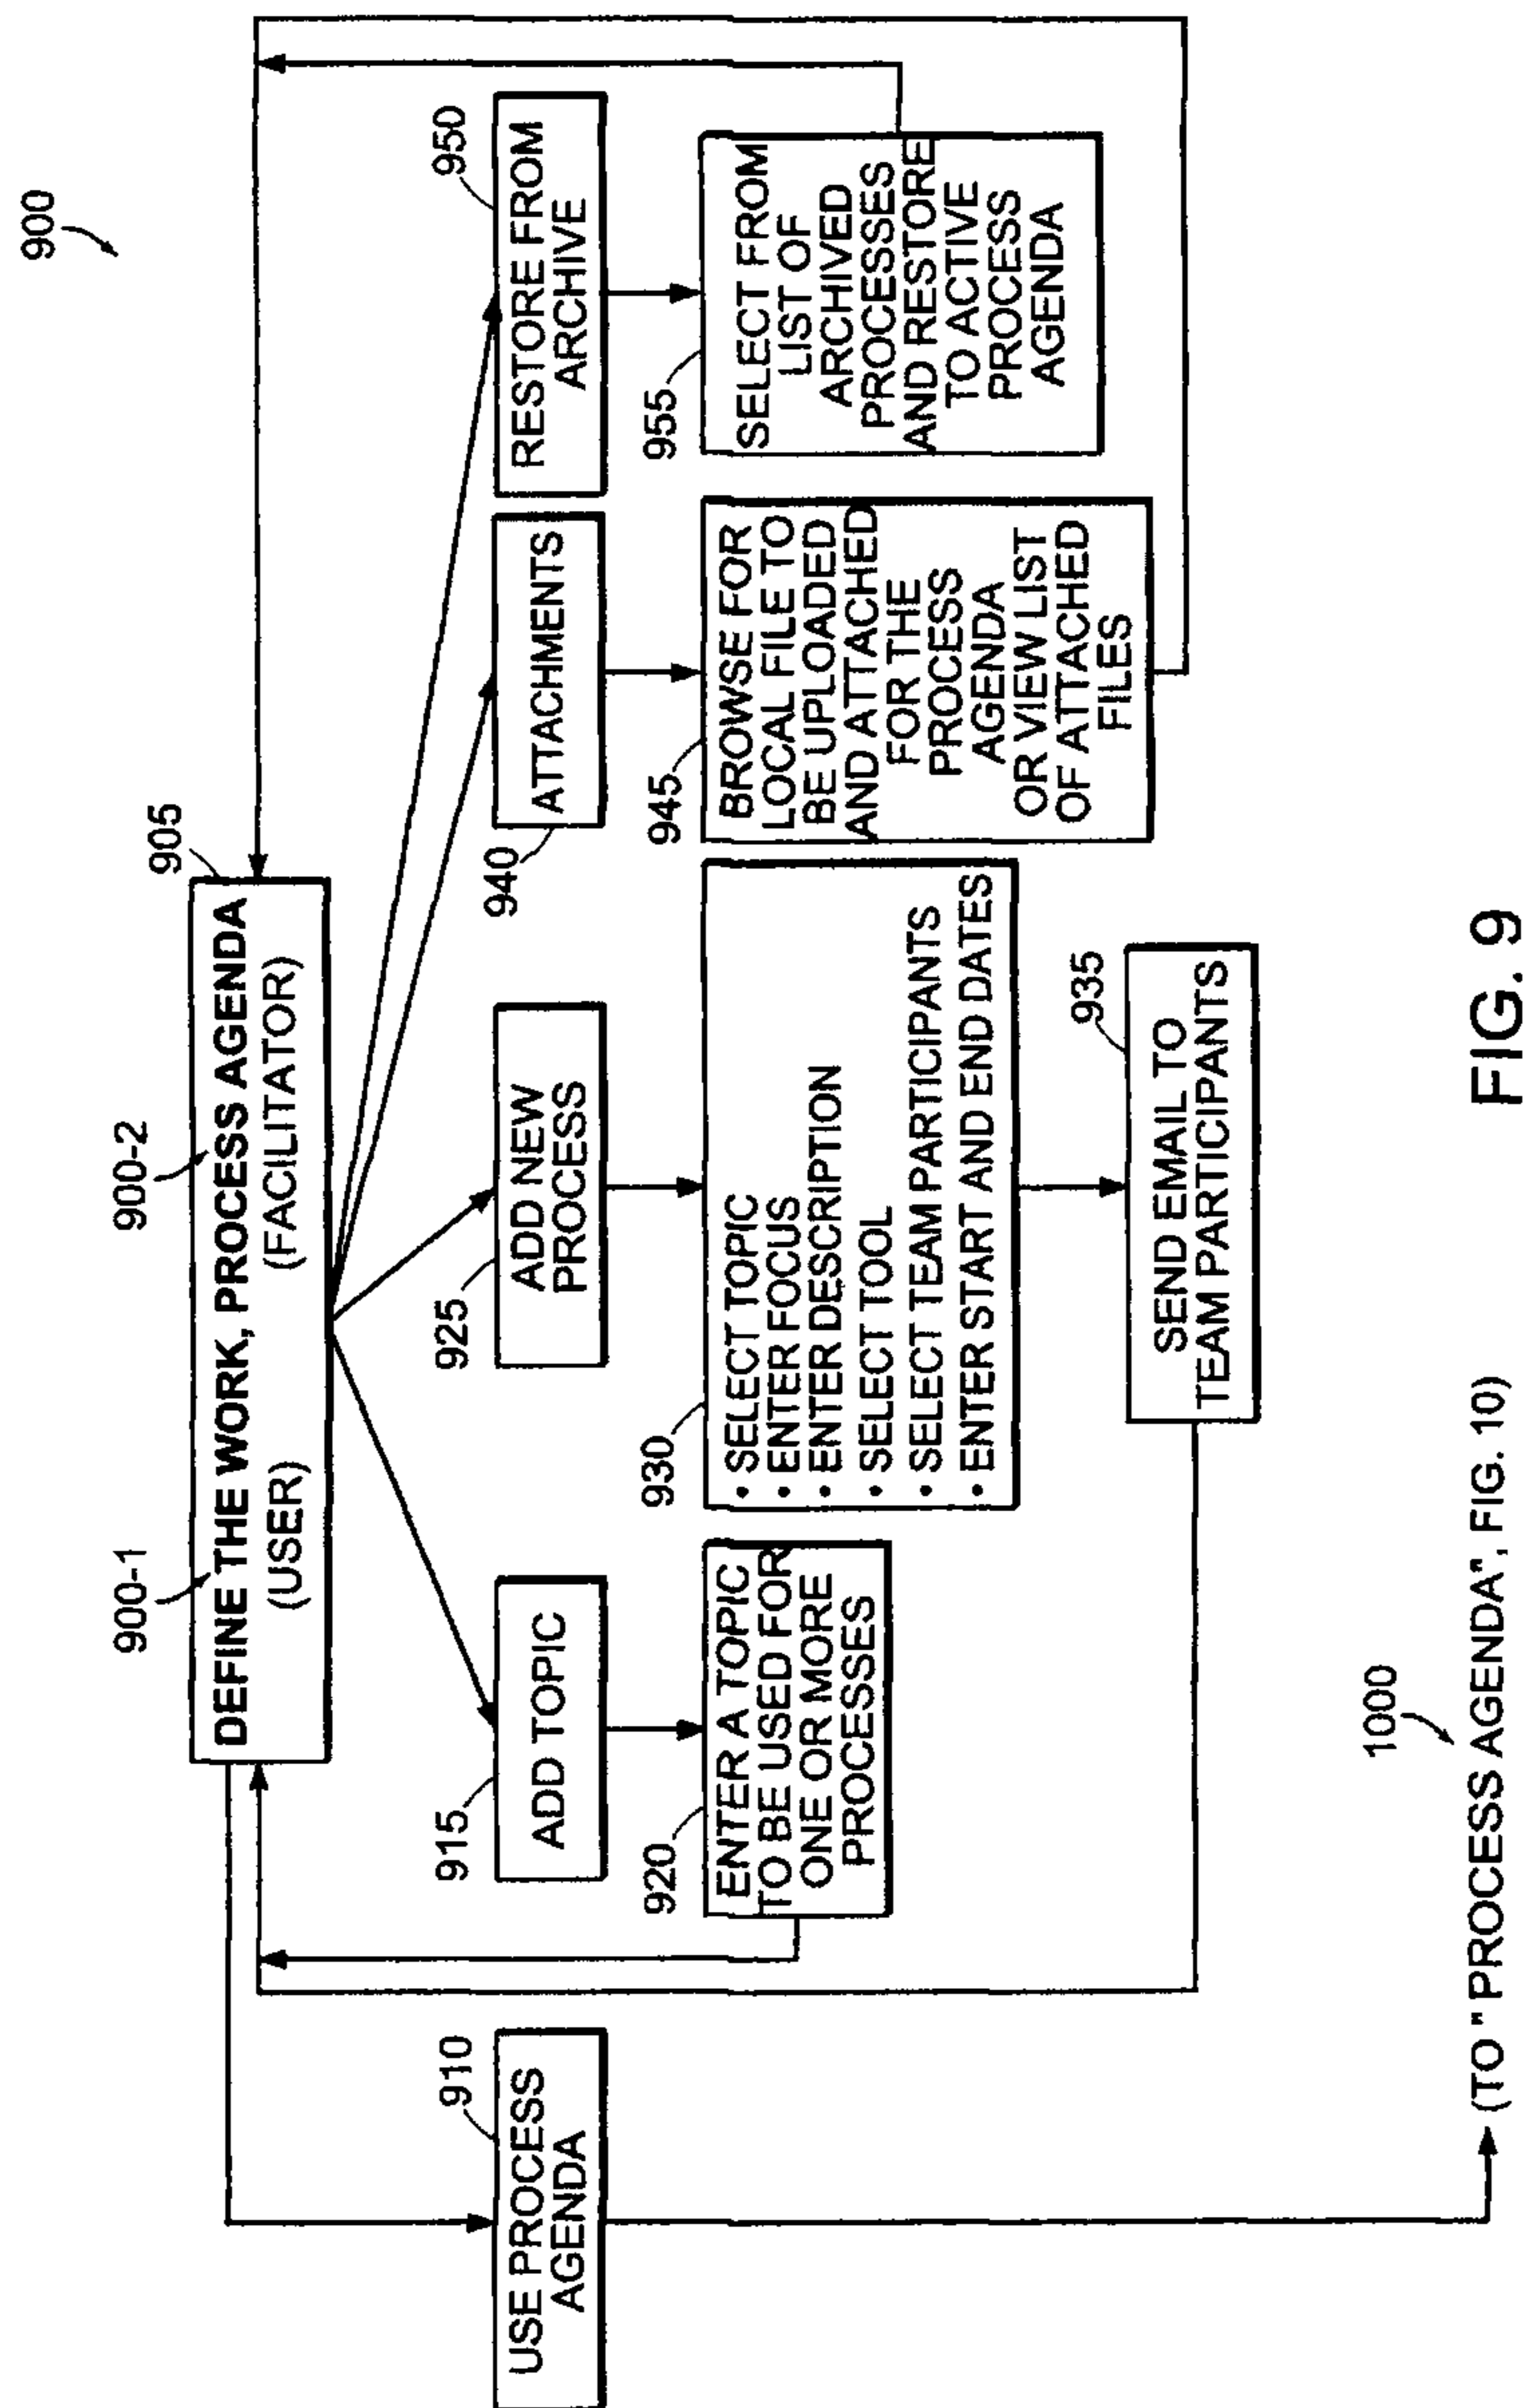 900
900-1
900-2
905
DEFINE THE WORK, PROCESS AGENDA
(USER)
(FACILITATOR)
910
USE PROCESS
AGENDA
915
ADD TOPIC
925
ADD NEW
PROCESS
940
ATTACHMENTS
950
RESTORE FROM
ARCHIVE
920
ENTER A TOPIC
TO BE USED FOR
ONE OR MORE
PROCESSES
930
• SELECT TOPIC
• ENTER FOCUS
• ENTER DESCRIPTION
• SELECT TOOL
• SELECT TEAM PARTICIPANTS
• ENTER START AND END DATES
945
BROWSE FOR
LOCAL FILE TO
BE UPLOADED
AND ATTACHED
FOR THE
PROCESS
AGENDA
OR VIEW LIST
OF ATTACHED
FILES
955
SELECT FROM
LIST OF
ARCHIVED
PROCESSES
AND RESTORE
TO ACTIVE
PROCESS
AGENDA
935
SEND EMAIL TO
TEAM PARTICIPANTS
1000
(TO "PROCESS AGENDA", FIG. 10)
FIG. 9